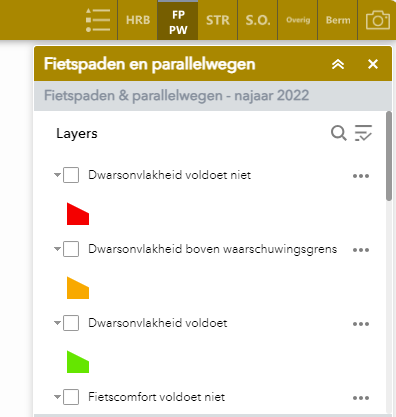 HRB FP PW STR S.O. Overig Berm
Fietspaden en parallelwegen
Fietspaden & parallelwegen - najaar 2022
Layers
Dwarsonvlakheid voldoet niet
Dwarsonvlakheid boven waarschuwingsgrens
Dwarsonvlakheid voldoet
Fietscomfort voldoet niet